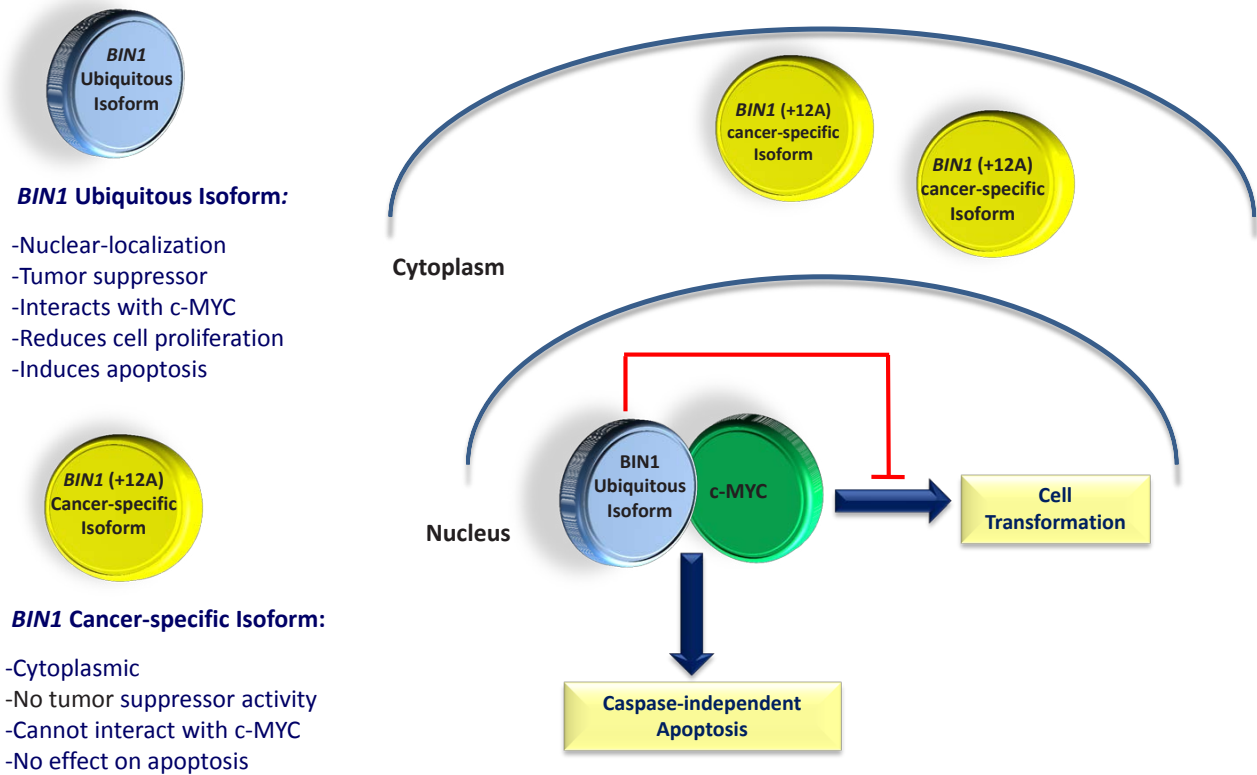 BIN1
Ubiquitous
Isoform
BIN1 Ubiquitous Isoform:
-Nuclear-localization
-Tumor suppressor
-Interacts with c-MYC
-Reduces cell proliferation
-Induces apoptosis
BIN1 (+12A)
Cancer-specific
Isoform
BIN1 Cancer-specific Isoform:
-Cytoplasmic
-No tumor suppressor activity
-Cannot interact with c-MYC
-No effect on apoptosis
BIN1 (+12A)
cancer-specific
Isoform
BIN1 (+12A)
cancer-specific
Isoform
Cytoplasm
BIN1
Ubiquitous
Isoform
c-MYC
Nucleus
Cell
Transformation
Caspase-independent
Apoptosis